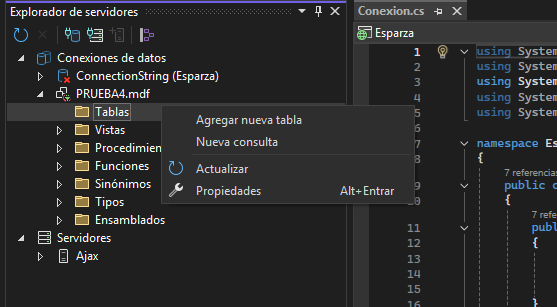 Explorador de servidores
Conexiones de datos
ConnectionString (Esparza)
PRUEBA4.mdf
Tablas
Vistas
Procedimien
Funciones
Sinónimos
Tipos
Ensamblados
Servidores
Ajax
Agregar nueva tabla
Nueva consulta
Actualizar
Propiedades Alt+Entrar
Conexion.cs
Esparza
1 using System
2 using System
3 using System
4 using System
5 using System
6
7 namespace Es
8 {
7 referencias
9 public c
10 {
7 refe
11 publ
12 {
13
14
15
16 }